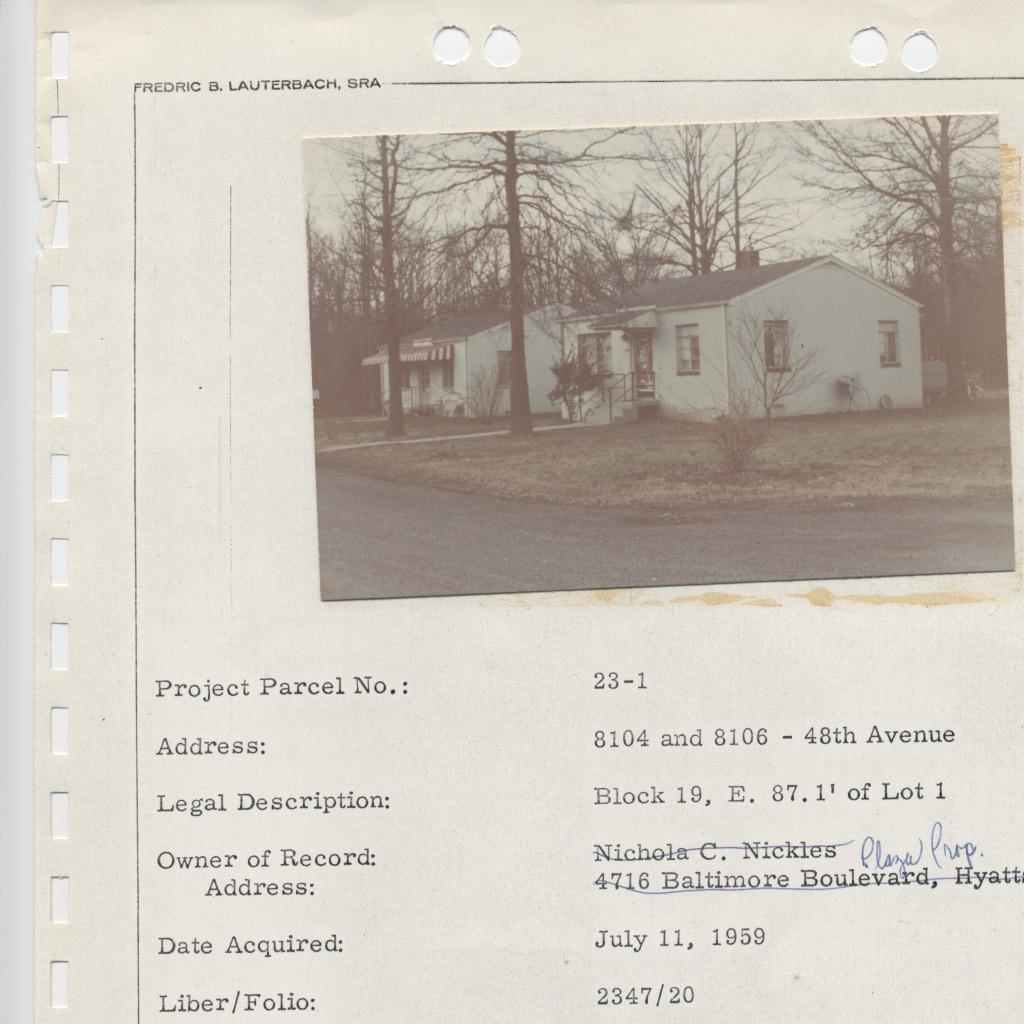 FREDRIC B. LAUTERBACH, SRA
Project Parcel No.: 23-1
Address: 8104 and 8106 - 48th Avenue
Legal Description: Block 19, E. 87.1' of Lot 1
Owner of Record: Nichola C. Nickles Plaza Prop.
Address: 4716 Baltimore Boulevard, Hyatts
Date Acquired: July 11, 1959
Liber/Folio: 2347/20